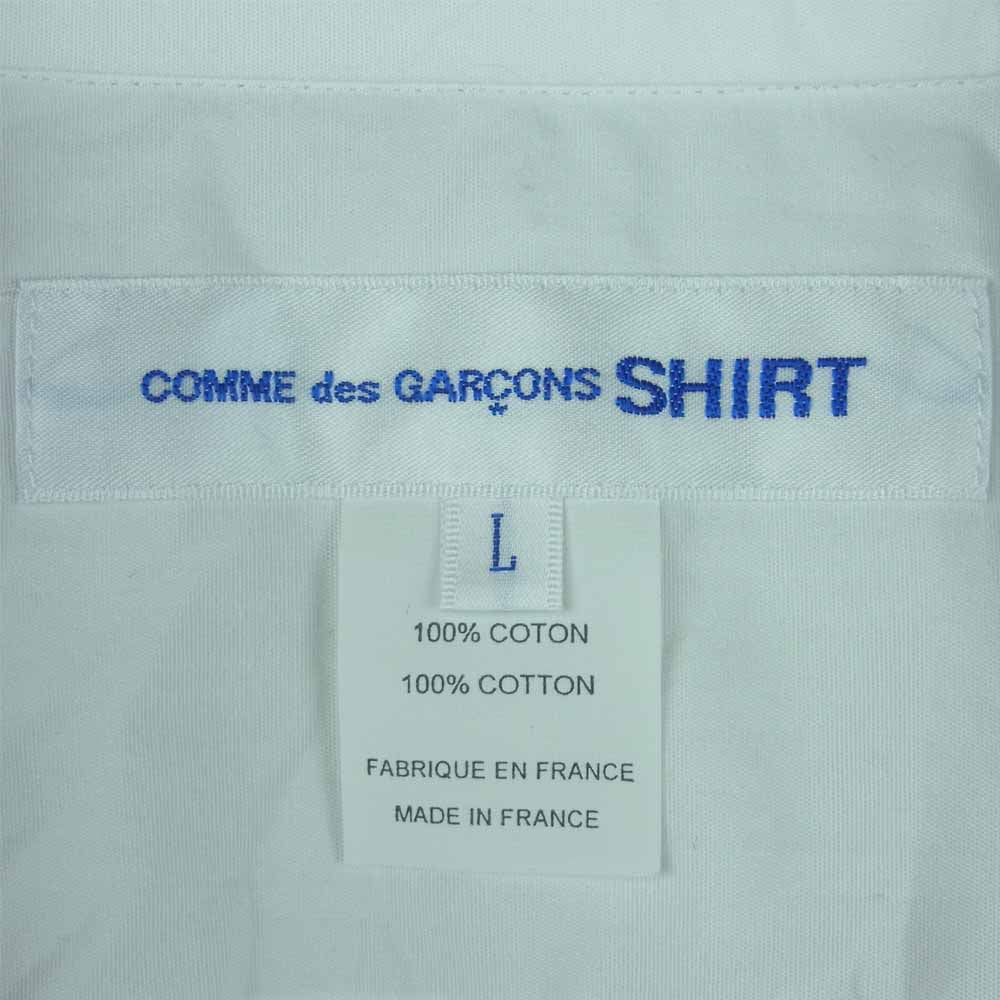 COMME des GARÇONS SHIRT
L
100% COTON
100% COTTON
FABRIQUE EN FRANCE
MADE IN FRANCE